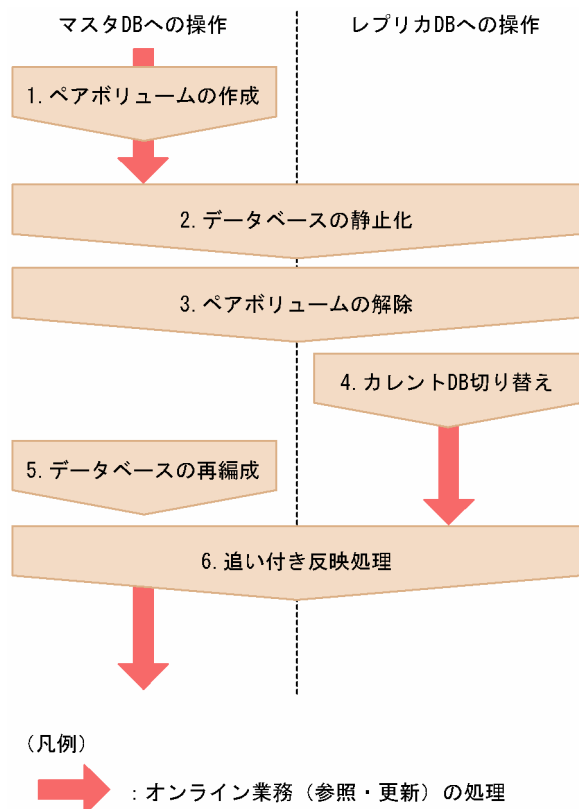 マスタDBへの操作
レプリカDBへの操作
1. ペアボリュームの作成
2. データベースの静止化
3. ペアボリュームの解除
4. カレントDB切り替え
5. データベースの再編成
6. 追い付き反映処理
（凡例）
：オンライン業務（参照・更新）の処理